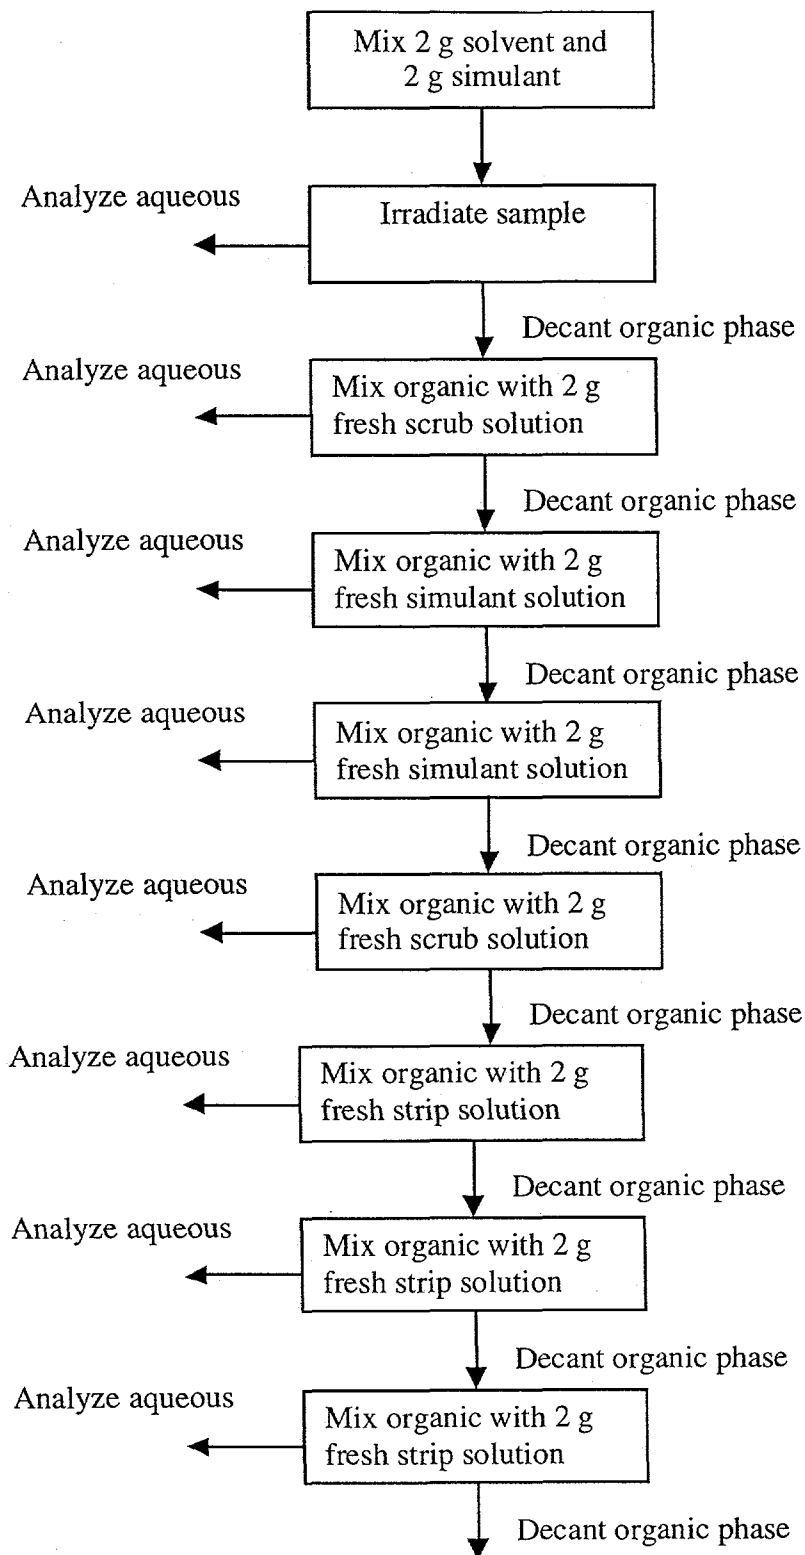 Mix 2 g solvent and
2 g simulant
Analyze aqueous
Irradiate sample
Decant organic phase
Analyze aqueous
Mix organic with 2 g
fresh scrub solution
Decant organic phase
Analyze aqueous
Mix organic with 2 g
fresh simulant solution
Decant organic phase
Analyze aqueous
Mix organic with 2 g
fresh simulant solution
Decant organic phase
Analyze aqueous
Mix organic with 2 g
fresh scrub solution
Decant organic phase
Analyze aqueous
Mix organic with 2 g
fresh strip solution
Decant organic phase
Analyze aqueous
Mix organic with 2 g
fresh strip solution
Decant organic phase
Analyze aqueous
Mix organic with 2 g
fresh strip solution
Decant organic phase